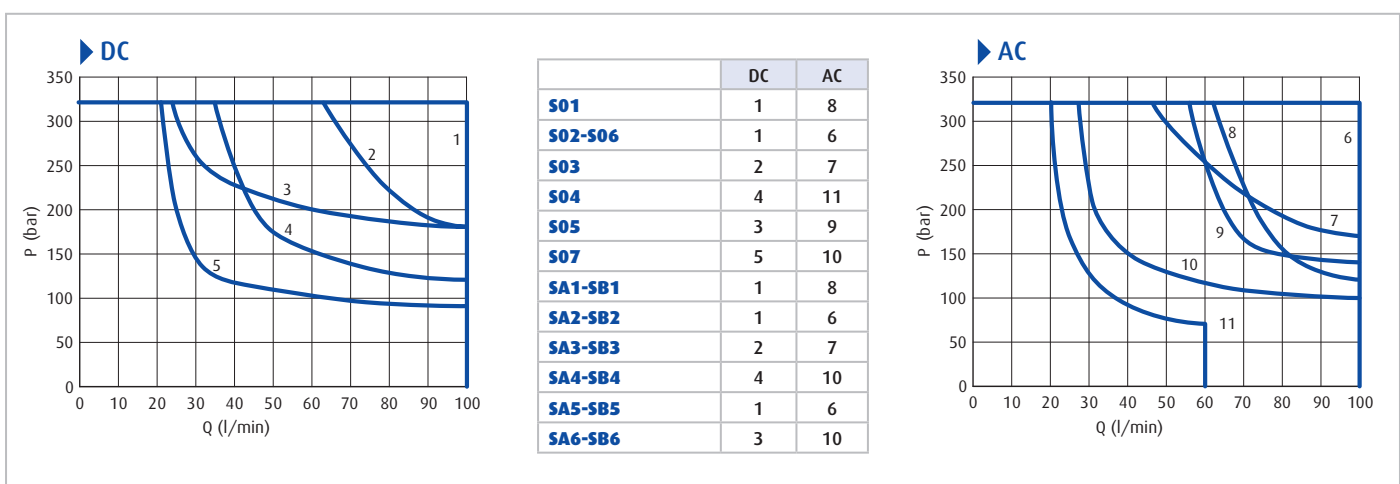 DC
350
300
250
200
150
100
50
0
P (bar)
0 10 20 30 40 50 60 70 80 90 100
Q (l/min)
1
2
3
4
5
DC AC
S01 1 8
S02-S06 1 6
S03 2 7
S04 4 11
S05 3 9
S07 5 10
SA1-SB1 1 8
SA2-SB2 1 6
SA3-SB3 2 7
SA4-SB4 4 10
SA5-SB5 1 6
SA6-SB6 3 10
AC
350
300
250
200
150
100
50
0
P (bar)
0 10 20 30 40 50 60 70 80 90 100
Q (l/min)
8
6
7
9
10
11